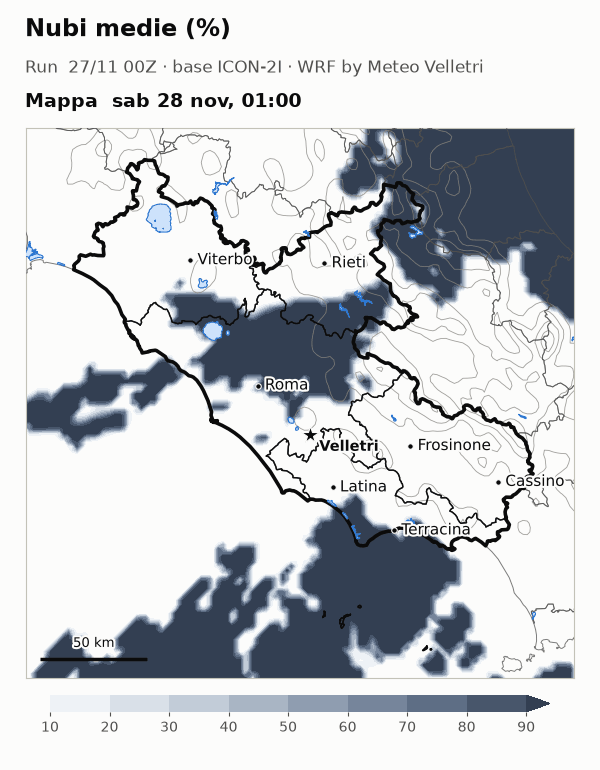 Nubi medie (%)
Run  27/11 00Z · base ICON-2I · WRF by Meteo Velletri
Mappa  sab 28 nov, 01:00
Viterbo
Rieti
Roma
Velletri
Frosinone
Cassino
Latina
Terracina
50 km
10 20 30 40 50 60 70 80 90